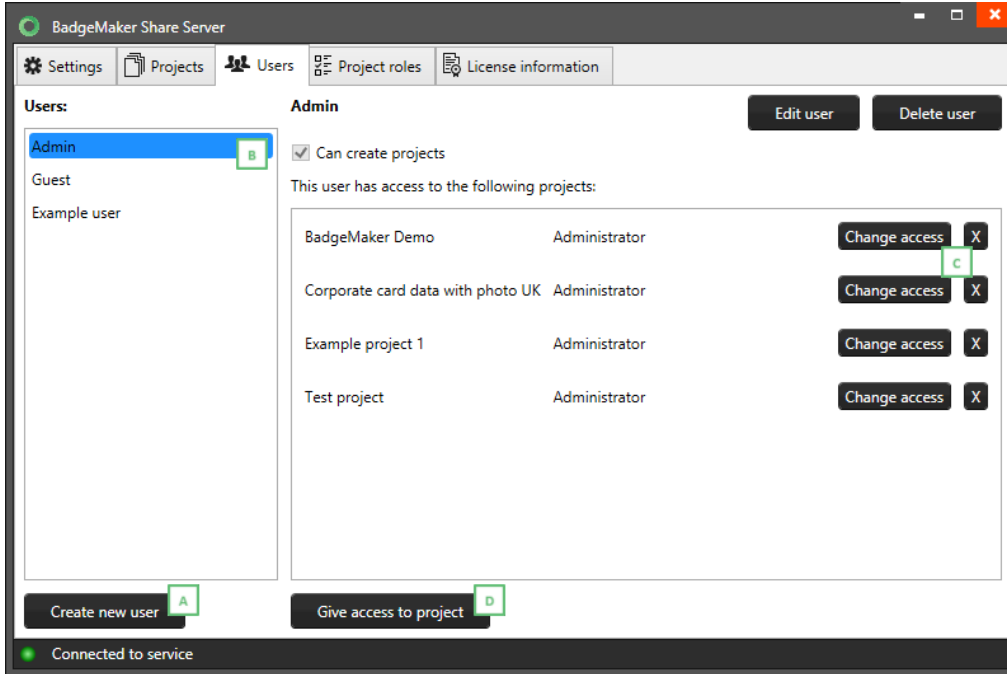 BadgeMaker Share Server
Settings Projects Users Project roles License information
Users:
Admin
Guest
Example user
Create new user
Admin
Edit user Delete user
Can create projects
This user has access to the following projects:
BadgeMaker Demo Administrator Change access X
Corporate card data with photo UK Administrator Change access X
Example project 1 Administrator Change access X
Test project Administrator Change access X
Give access to project
Connected to service
A
B
C
D